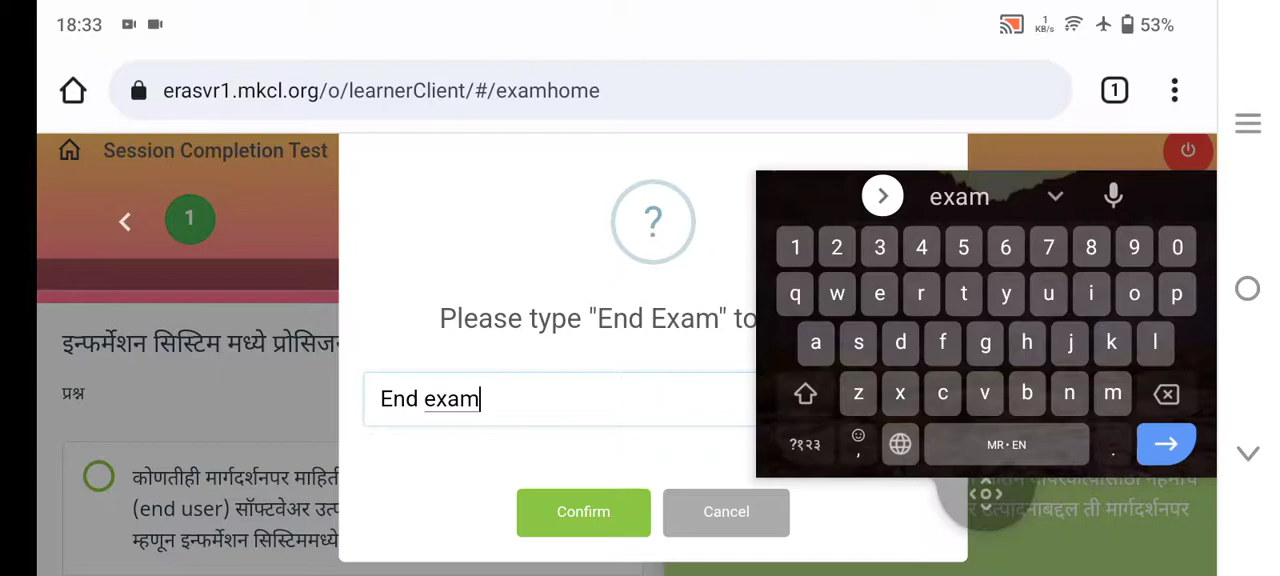 18:33
1
KB/s
53%
erasvr1.mkcl.org/o/learnerClient/#/examhome
1
Session Completion Test
1
Please type "End Exam" to
End exam
Confirm
Cancel
इन्फर्मेशन सिस्टिम मध्ये प्रोसिज
प्रश्न
कोणतीही मार्गदर्शनपर माहिती
(end user) सॉफ्टवेअर उत्प
म्हणून इन्फर्मेशन सिस्टिममध्ये
उत्पादनाबद्दल ती मार्गदर्शनपर
exam
1 2 3 4 5 6 7 8 9 0
q w e r t y u i o p
a s d f g h j k l
z x c v b n m
?१२३ , MR • EN .